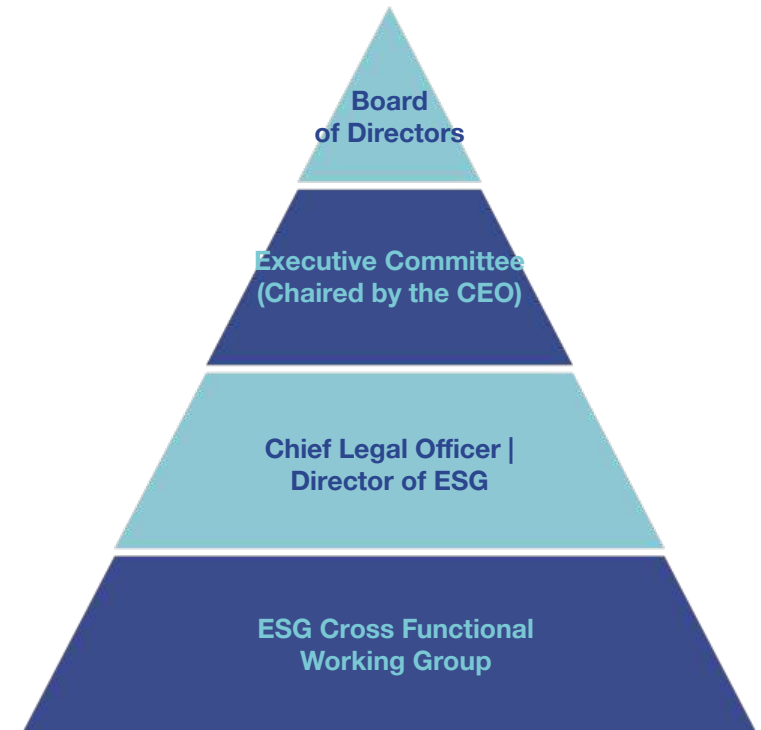 Board
of Directors
Executive Committee
(Chaired by the CEO)
Chief Legal Officer |
Director of ESG
ESG Cross Functional
Working Group